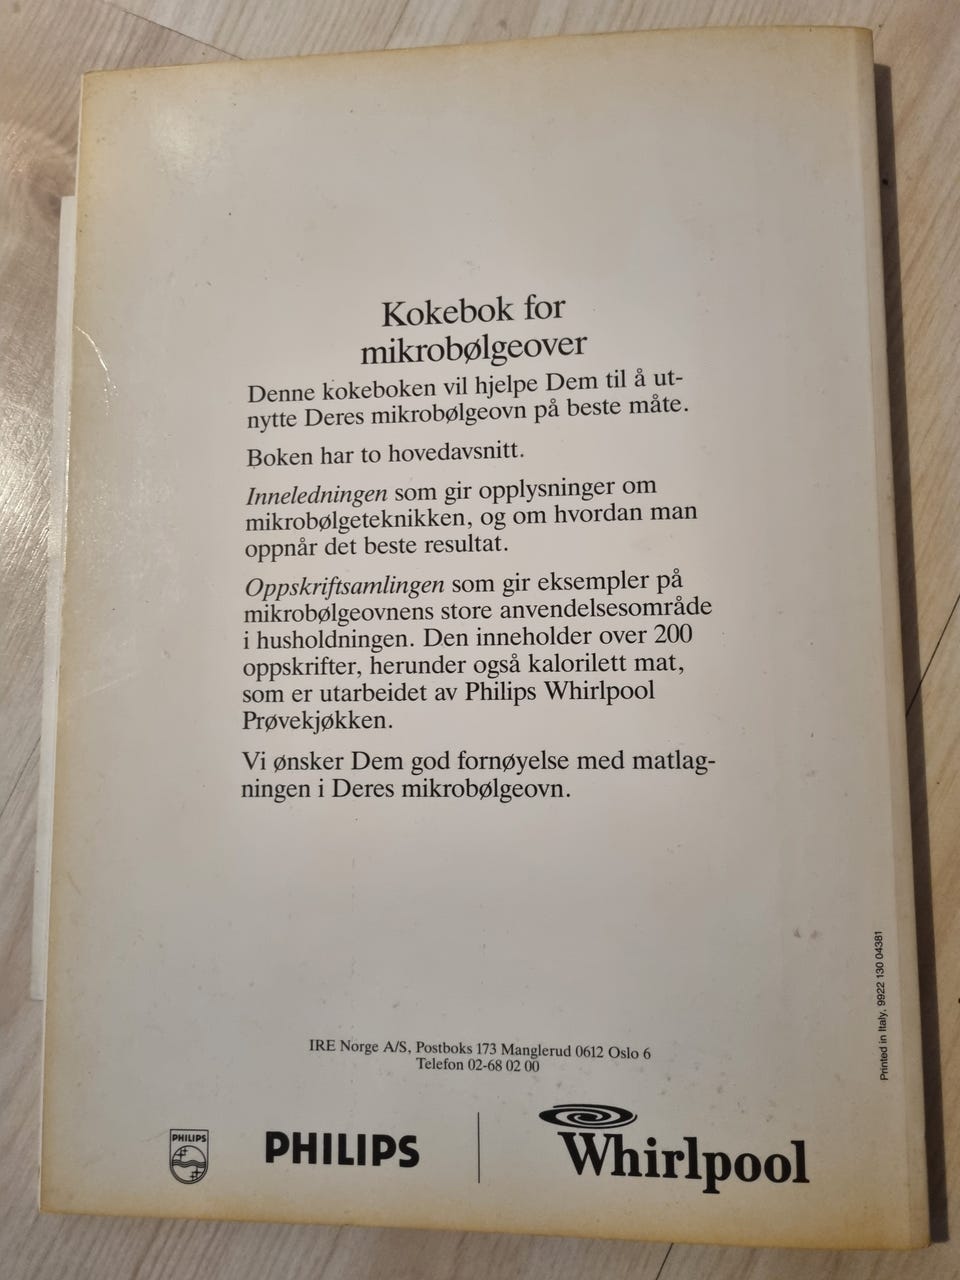 Kokebok for
mikrobølgeover
Denne kokeboken vil hjelpe Dem til å ut-
nytte Deres mikrobølgeovn på beste måte.
Boken har to hovedavsnitt.
Inneledningen som gir opplysninger om
mikrobølgeteknikken, og om hvordan man
oppnår det beste resultat.
Oppskriftsamlingen som gir eksempler på
mikrobølgeovnens store anvendelsesområde
i husholdningen. Den inneholder over 200
oppskrifter, herunder også kalorilett mat,
som er utarbeidet av Philips Whirlpool
Prøvekjøkken.
Vi ønsker Dem god fornøyelse med matlag-
ningen i Deres mikrobølgeovn.
Printed in Italy, 9922 130 04381
IRE Norge A/S, Postboks 173 Manglerud 0612 Oslo 6
Telefon 02-68 02 00
PHILIPS
PHILIPS
Whirlpool